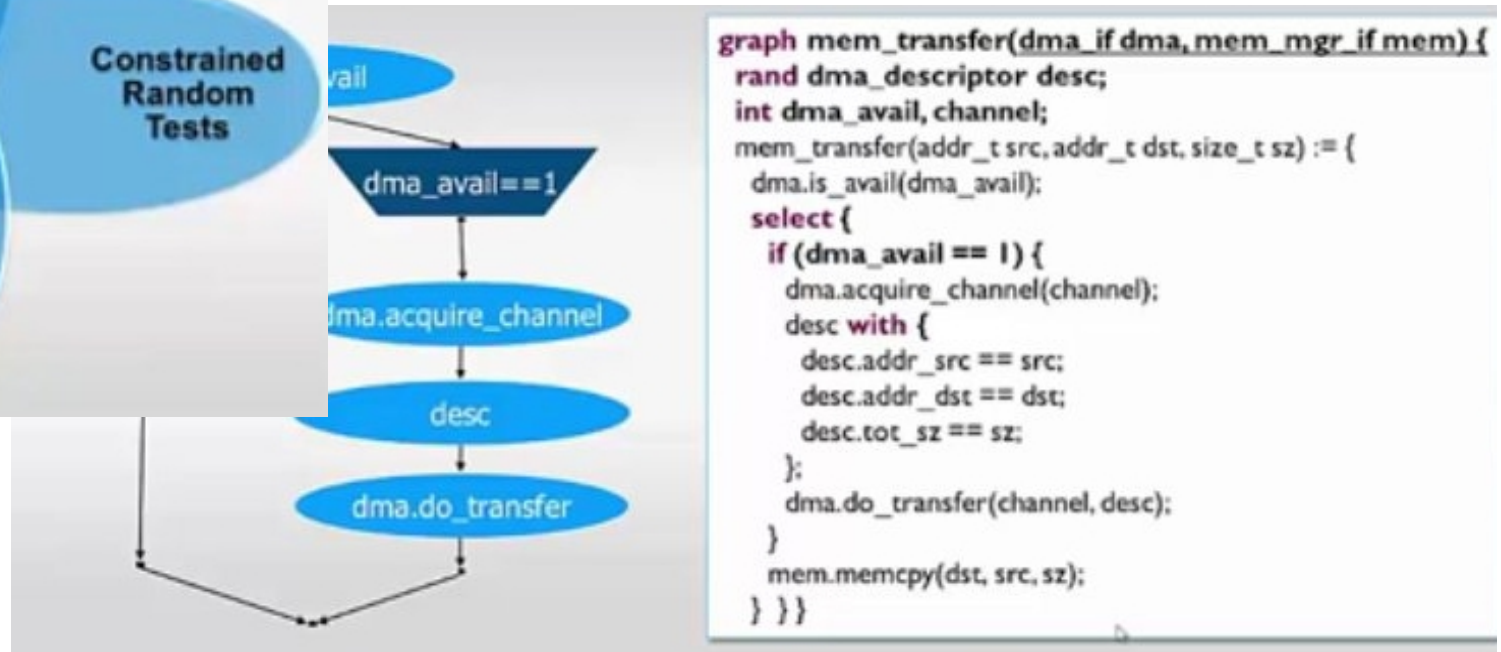 Constrained
Random
Tests
vail
dma_avail==1
dma.acquire_channel
desc
dma.do_transfer
graph mem_transfer(dma_if dma, mem_mgr_if mem) {
rand dma_descriptor desc;
int dma_avail, channel;
mem_transfer(addr_t src, addr_t dst, size_t sz) := {
dma.is_avail(dma_avail);
select {
if (dma_avail == 1) {
dma.acquire_channel(channel);
desc with {
desc.addr_src == src;
desc.addr_dst == dst;
desc.tot_sz == sz;
};
dma.do_transfer(channel, desc);
}
mem.memcpy(dst, src, sz);
} } }